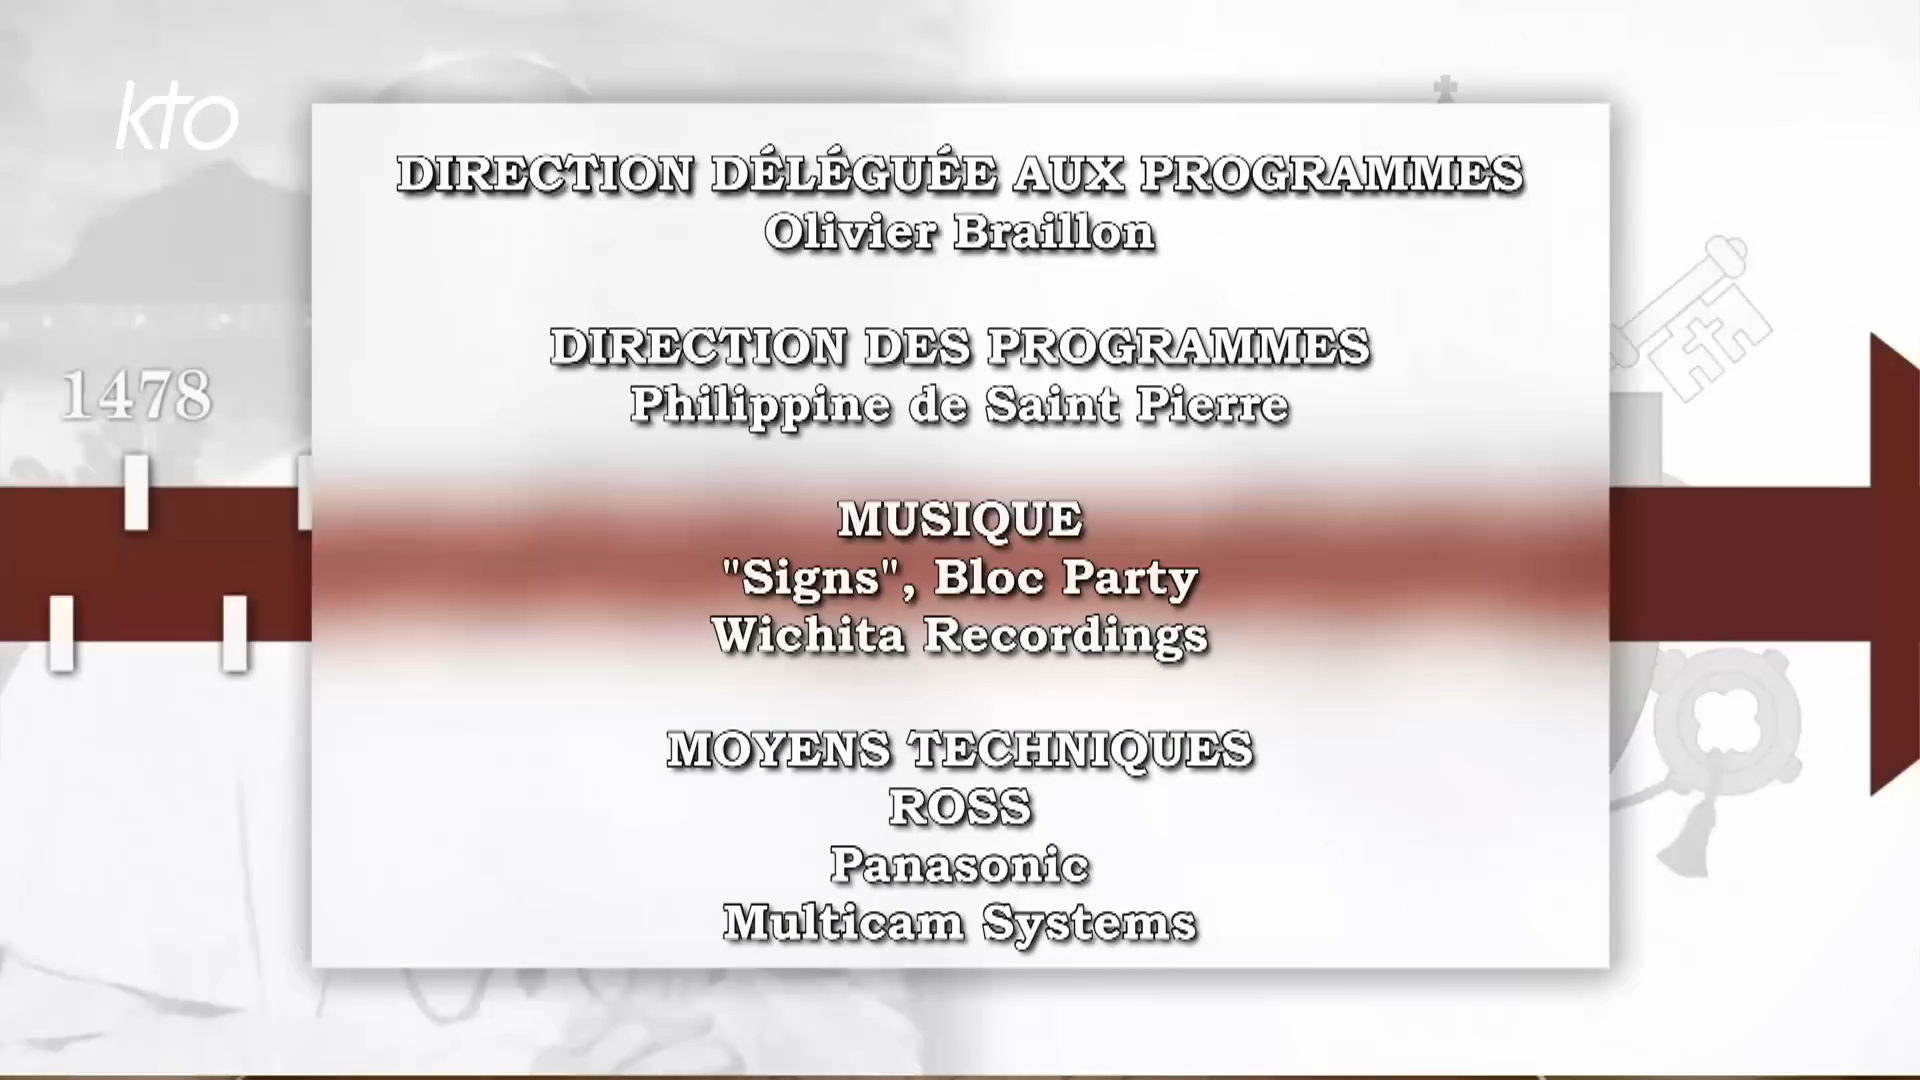 kto
DIRECTION DÉLÉGUÉE AUX PROGRAMMES
Olivier Braillon
DIRECTION DES PROGRAMMES
Philippine de Saint Pierre
1478
MUSIQUE
"Signs", Bloc Party
Wichita Recordings
MOYENS TECHNIQUES
ROSS
Panasonic
Multicam Systems